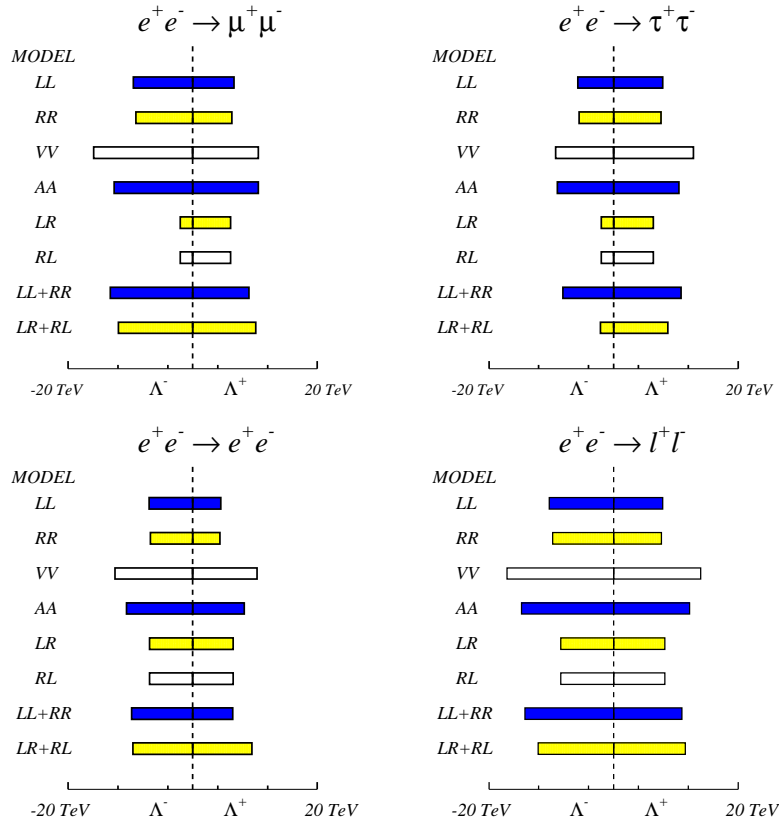 e⁺e⁻ → μ⁺μ⁻
MODEL
LL
RR
VV
AA
LR
RL
LL+RR
LR+RL
-20 TeV Λ⁻ Λ⁺ 20 TeV
e⁺e⁻ → τ⁺τ⁻
MODEL
LL
RR
VV
AA
LR
RL
LL+RR
LR+RL
-20 TeV Λ⁻ Λ⁺ 20 TeV
e⁺e⁻ → e⁺e⁻
MODEL
LL
RR
VV
AA
LR
RL
LL+RR
LR+RL
-20 TeV Λ⁻ Λ⁺ 20 TeV
e⁺e⁻ → l⁺l⁻
MODEL
LL
RR
VV
AA
LR
RL
LL+RR
LR+RL
-20 TeV Λ⁻ Λ⁺ 20 TeV